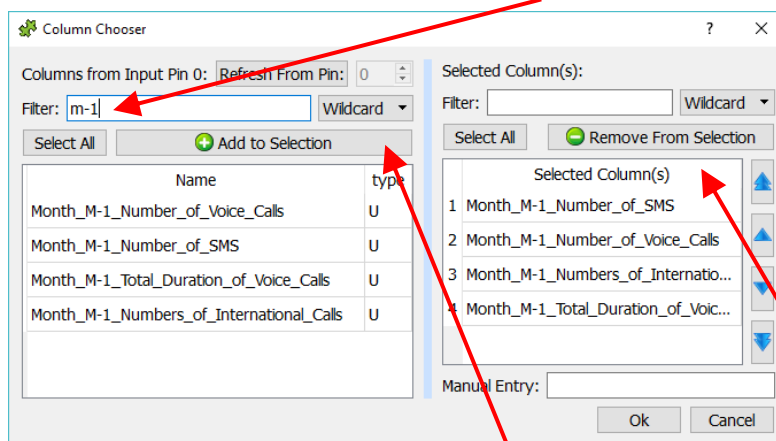 Column Chooser ? ×
Columns from Input Pin 0: Refresh From Pin: 0
Filter: m-1 Wildcard
Select All Add to Selection
Name type
Month_M-1_Number_of_Voice_Calls U
Month_M-1_Number_of_SMS U
Month_M-1_Total_Duration_of_Voice_Calls U
Month_M-1_Numbers_of_International_Calls U
Selected Column(s):
Filter: Wildcard
Select All Remove From Selection
Selected Column(s)
1 Month_M-1_Number_of_SMS
2 Month_M-1_Number_of_Voice_Calls
3 Month_M-1_Numbers_of_Internatio...
4 Month_M-1_Total_Duration_of_Voic...
Manual Entry:
Ok Cancel